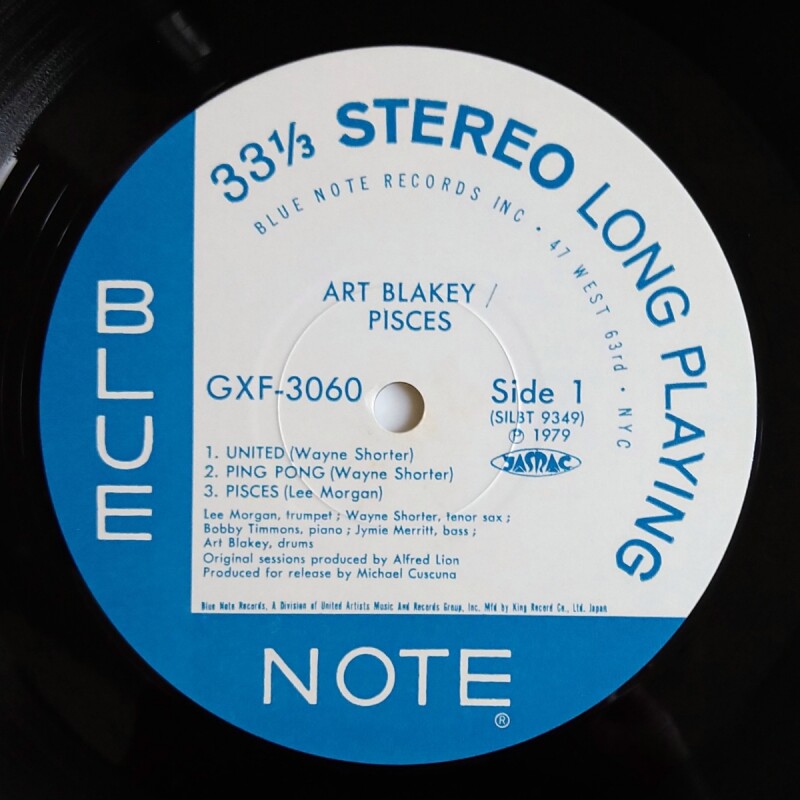 33⅓ STEREO LONG PLAYING
BLUE NOTE RECORDS INC • 47 WEST 63rd • NYC
ART BLAKEY /
PISCES
GXF-3060
Side 1
(SILBT 9349)
Ⓟ 1979
JASRAC
1. UNITED (Wayne Shorter)
2. PING PONG (Wayne Shorter)
3. PISCES (Lee Morgan)
Lee Morgan, trumpet ; Wayne Shorter, tenor sax ;
Bobby Timmons, piano ; Jymie Merritt, bass ;
Art Blakey, drums
Original sessions produced by Alfred Lion
Produced for release by Michael Cuscuna
Blue Note Records, A Division of United Artists Music And Records Group, Inc. Mfd by King Record Co., Ltd. Japan
BLUE
NOTE®